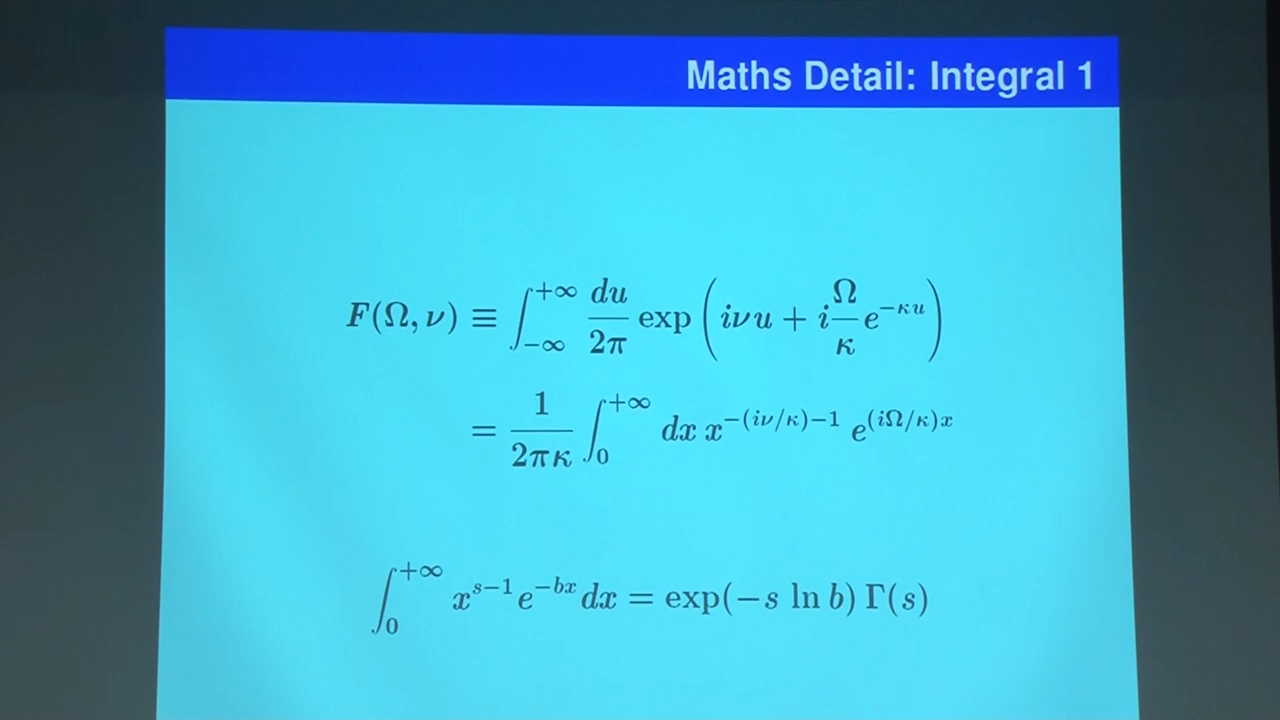 Maths Detail: Integral 1
F(Ω, ν) ≡ ∫_{−∞}^{+∞} du/2π exp(iνu + i Ω/κ e^{−κu})
= 1/2πκ ∫_0^{+∞} dx x^{−(iν/κ)−1} e^{(iΩ/κ)x}
∫_0^{+∞} x^{s−1} e^{−bx} dx = exp(−s ln b) Γ(s)